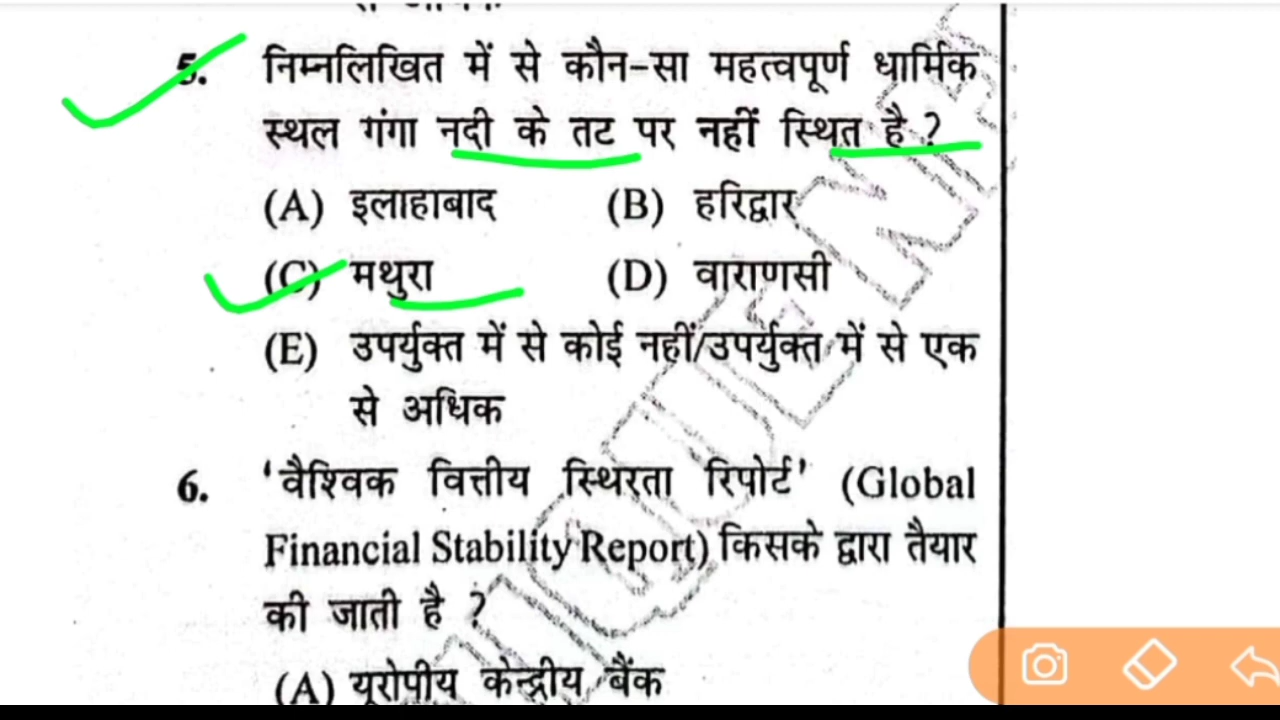 5. निम्नलिखित में से कौन-सा महत्वपूर्ण धार्मिक
स्थल गंगा नदी के तट पर नहीं स्थित है ?
(A) इलाहाबाद (B) हरिद्वार
(C) मथुरा (D) वाराणसी
(E) उपर्युक्त में से कोई नहीं/उपर्युक्त में से एक
से अधिक
6. 'वैश्विक वित्तीय स्थिरता रिपोर्ट' (Global
Financial Stability Report) किसके द्वारा तैयार
की जाती है ?
(A) यूरोपीय केन्द्रीय बैंक